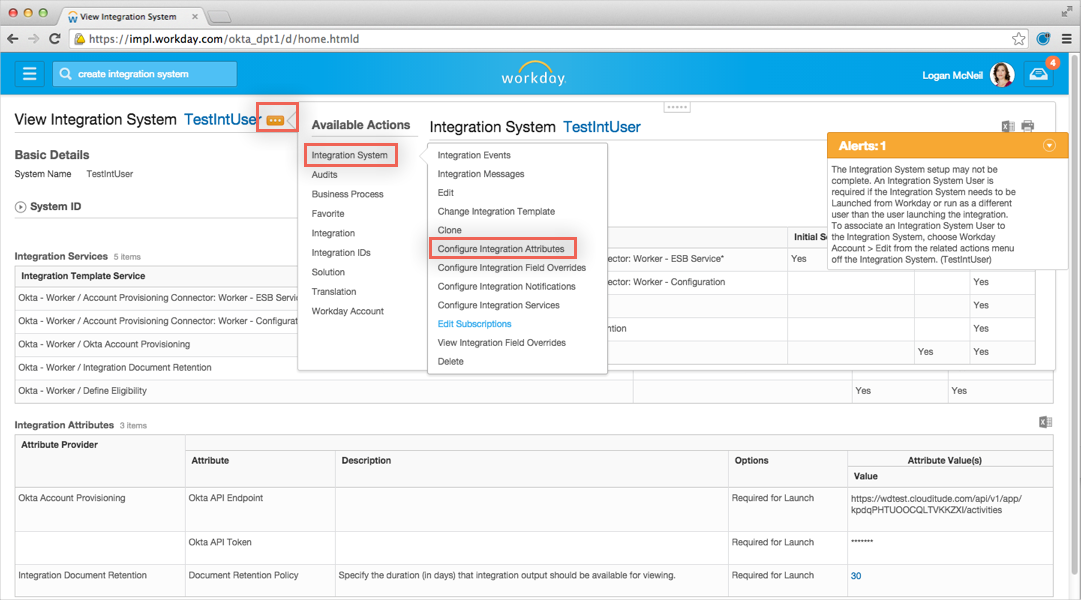 View Integration System
https://impl.workday.com/okta_dpt1/d/home.htmld
create integration system
workday.
Logan McNeil
4
View Integration System TestIntUser
Basic Details
System Name TestIntUser
System ID
Available Actions
Integration System
Audits
Business Process
Favorite
Integration
Integration IDs
Solution
Translation
Workday Account
Integration System TestIntUser
Integration Events
Integration Messages
Edit
Change Integration Template
Clone
Configure Integration Attributes
Configure Integration Field Overrides
Configure Integration Notifications
Configure Integration Services
Edit Subscriptions
View Integration Field Overrides
Delete
Alerts: 1
The Integration System setup may not be
complete. An Integration System User is
required if the Integration System needs to be
Launched from Workday or run as a different
user than the user launching the integration.
To associate an Integration System User to
the Integration System, choose Workday
Account > Edit from the related actions menu
off the Integration System. (TestIntUser)
Initial S
ector: Worker - ESB Service* Yes
ector: Worker - Configuration Yes
Yes
ntion Yes
Yes Yes
Integration Services 5 items
Integration Template Service
Okta - Worker / Account Provisioning Connector: Worker - ESB Servi
Okta - Worker / Account Provisioning Connector: Worker - Configurat
Okta - Worker / Okta Account Provisioning
Okta - Worker / Integration Document Retention
Okta - Worker / Define Eligibility Yes Yes
Integration Attributes 3 items
Attribute Provider
Attribute Description Options Attribute Value(s)
Value
Okta Account Provisioning Okta API Endpoint Required for Launch https://wdtest.clouditude.com/api/v1/app/
kpdqPHTUOOCQLTVKKZXI/activities
Okta API Token Required for Launch *******
Integration Document Retention Document Retention Policy Specify the duration (in days) that integration output should be available for viewing. Required for Launch 30